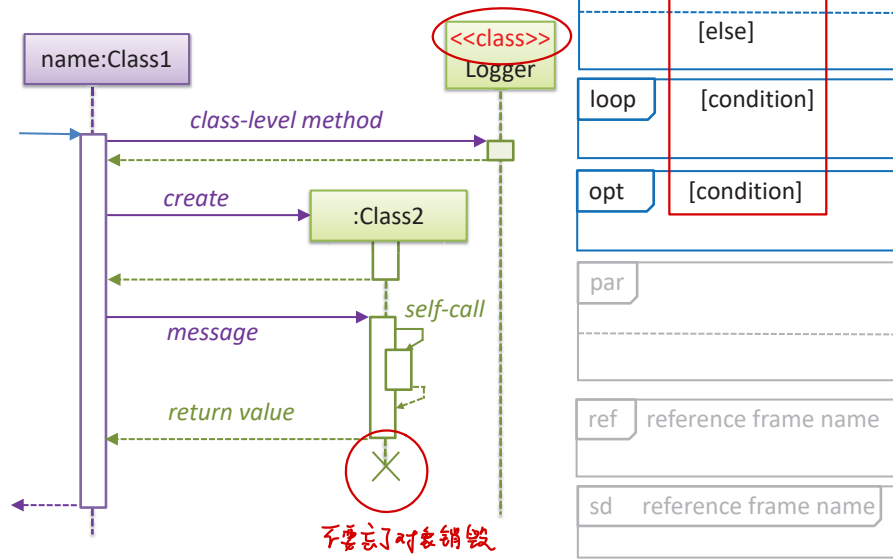 <<class>>
Logger
name:Class1
class-level method
create
:Class2
self-call
message
return value
不要忘了对象销毁
[else]
loop [condition]
opt [condition]
par
ref reference frame name
sd reference frame name